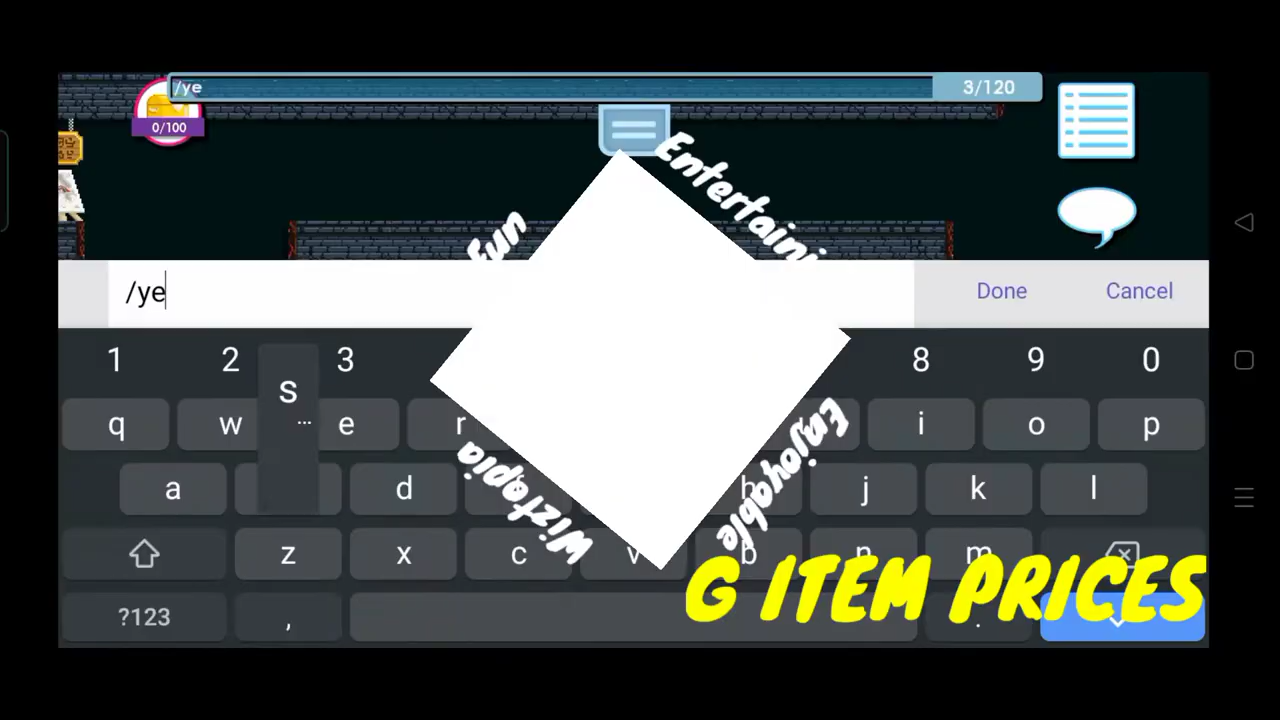 /ye 3/120
0/100
Entertaini
Fun
/ye Done Cancel
1 2 3 8 9 0
s
q w e r i o p
a d h j k l
Enjoyable
Wiztopia
z x c v b n m
G ITEM PRICES
?123 , .